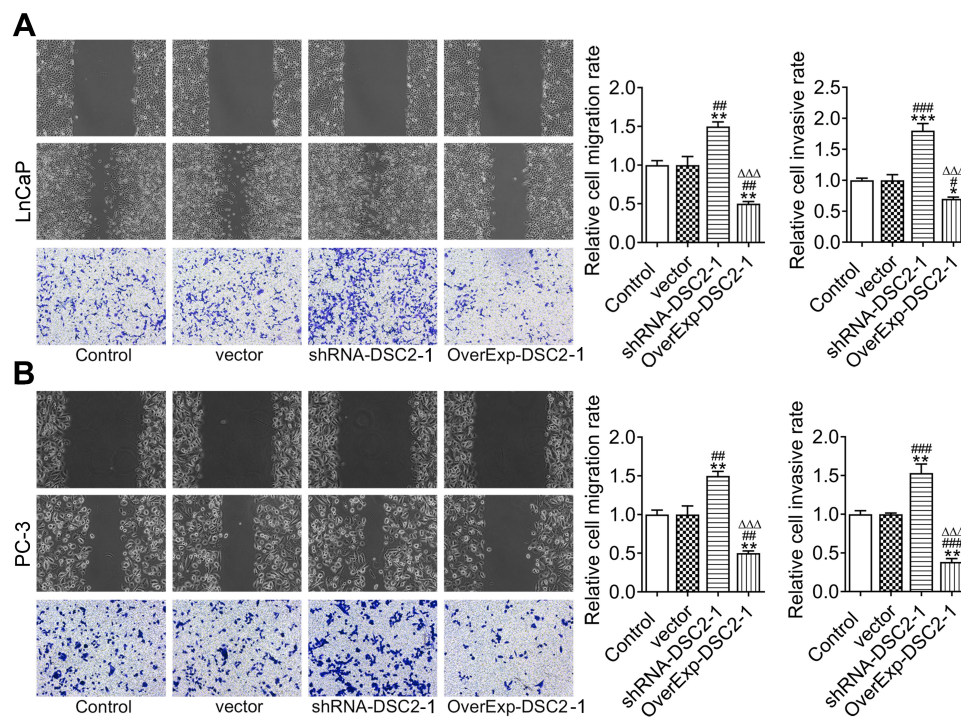 A
LnCaP
Control
vector
shRNA-DSC2-1
OverExp-DSC2-1
Relative cell migration rate
2.0
1.5
1.0
0.5
0.0
##
**
ΔΔΔ
##
**
Control
vector
shRNA-DSC2-1
OverExp-DSC2-1
Relative cell invasive rate
2.5
2.0
1.5
1.0
0.5
0.0
###
***
ΔΔΔ
#
*
Control
vector
shRNA-DSC2-1
OverExp-DSC2-1
B
PC-3
Control
vector
shRNA-DSC2-1
OverExp-DSC2-1
Relative cell migration rate
2.0
1.5
1.0
0.5
0.0
##
**
ΔΔΔ
##
**
Control
vector
shRNA-DSC2-1
OverExp-DSC2-1
Relative cell invasive rate
2.0
1.5
1.0
0.5
0.0
###
**
ΔΔΔ
###
**
Control
vector
shRNA-DSC2-1
OverExp-DSC2-1